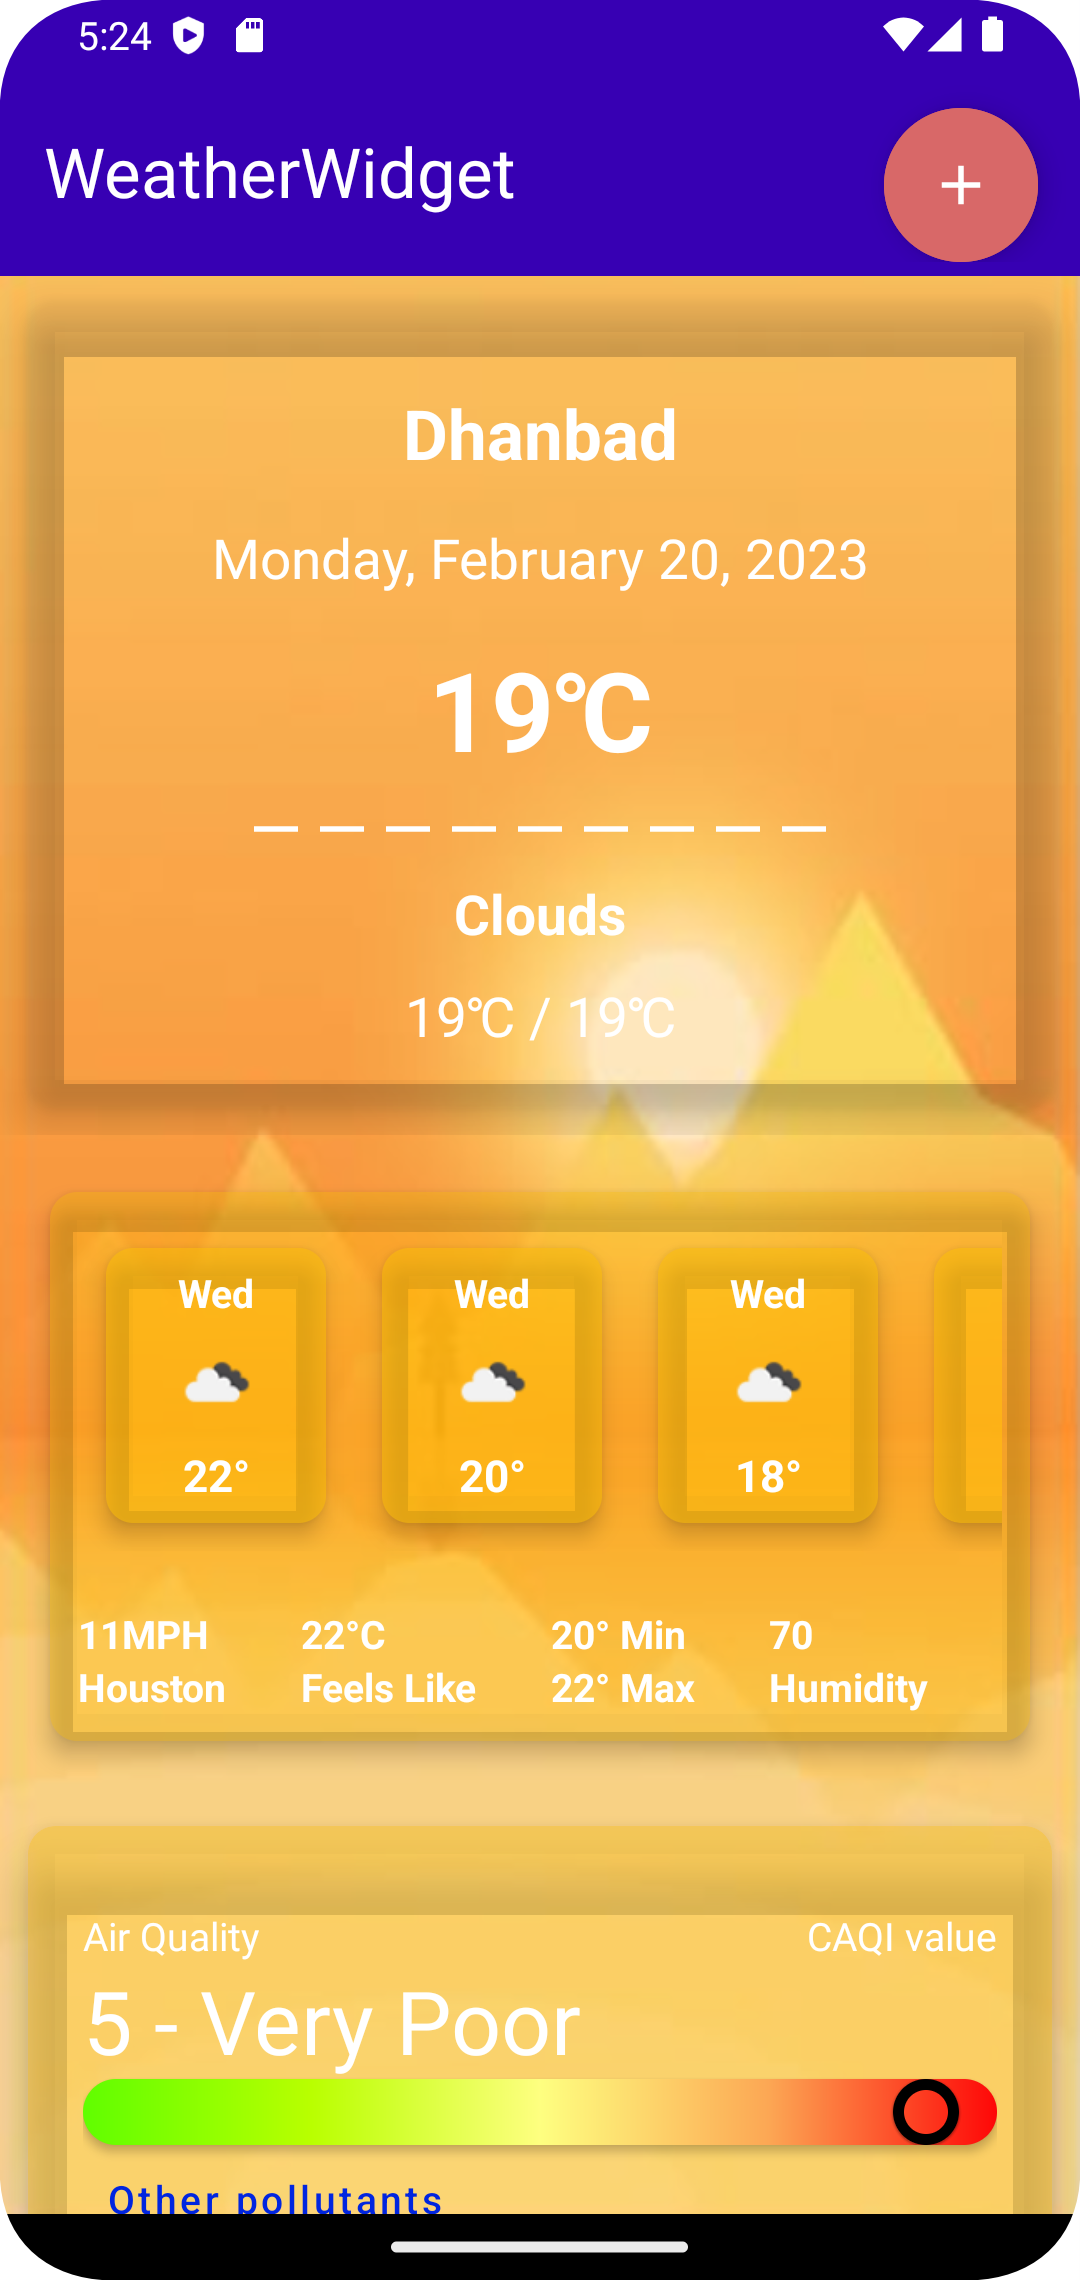 5:24
WeatherWidget
+
Dhanbad
Monday, February 20, 2023
19℃
Clouds
19℃ / 19℃
Wed Wed Wed
22° 20° 18°
11MPH 22°C 20° Min 70
Houston Feels Like 22° Max Humidity
Air Quality CAQI value
5 - Very Poor
Other pollutants